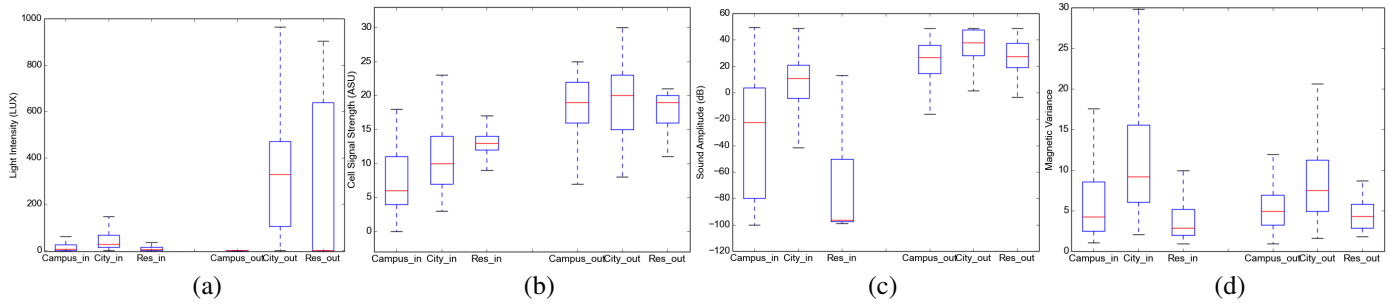 Light Intensity (LUX)
1000
800
600
400
200
0
Campus_in City_in Res_in Campus_out City_out Res_out
(a)
Cell Signal Strength (ASU)
30
25
20
15
10
5
0
Campus_in City_in Res_in Campus_out City_out Res_out
(b)
Sound Amplitude (dB)
60
40
20
0
−20
−40
−60
−80
−100
−120
Campus_in City_in Res_in Campus_out City_out Res_out
(c)
Magnetic Variance
30
25
20
15
10
5
0
Campus_in City_in Res_in Campus_out City_out Res_out
(d)